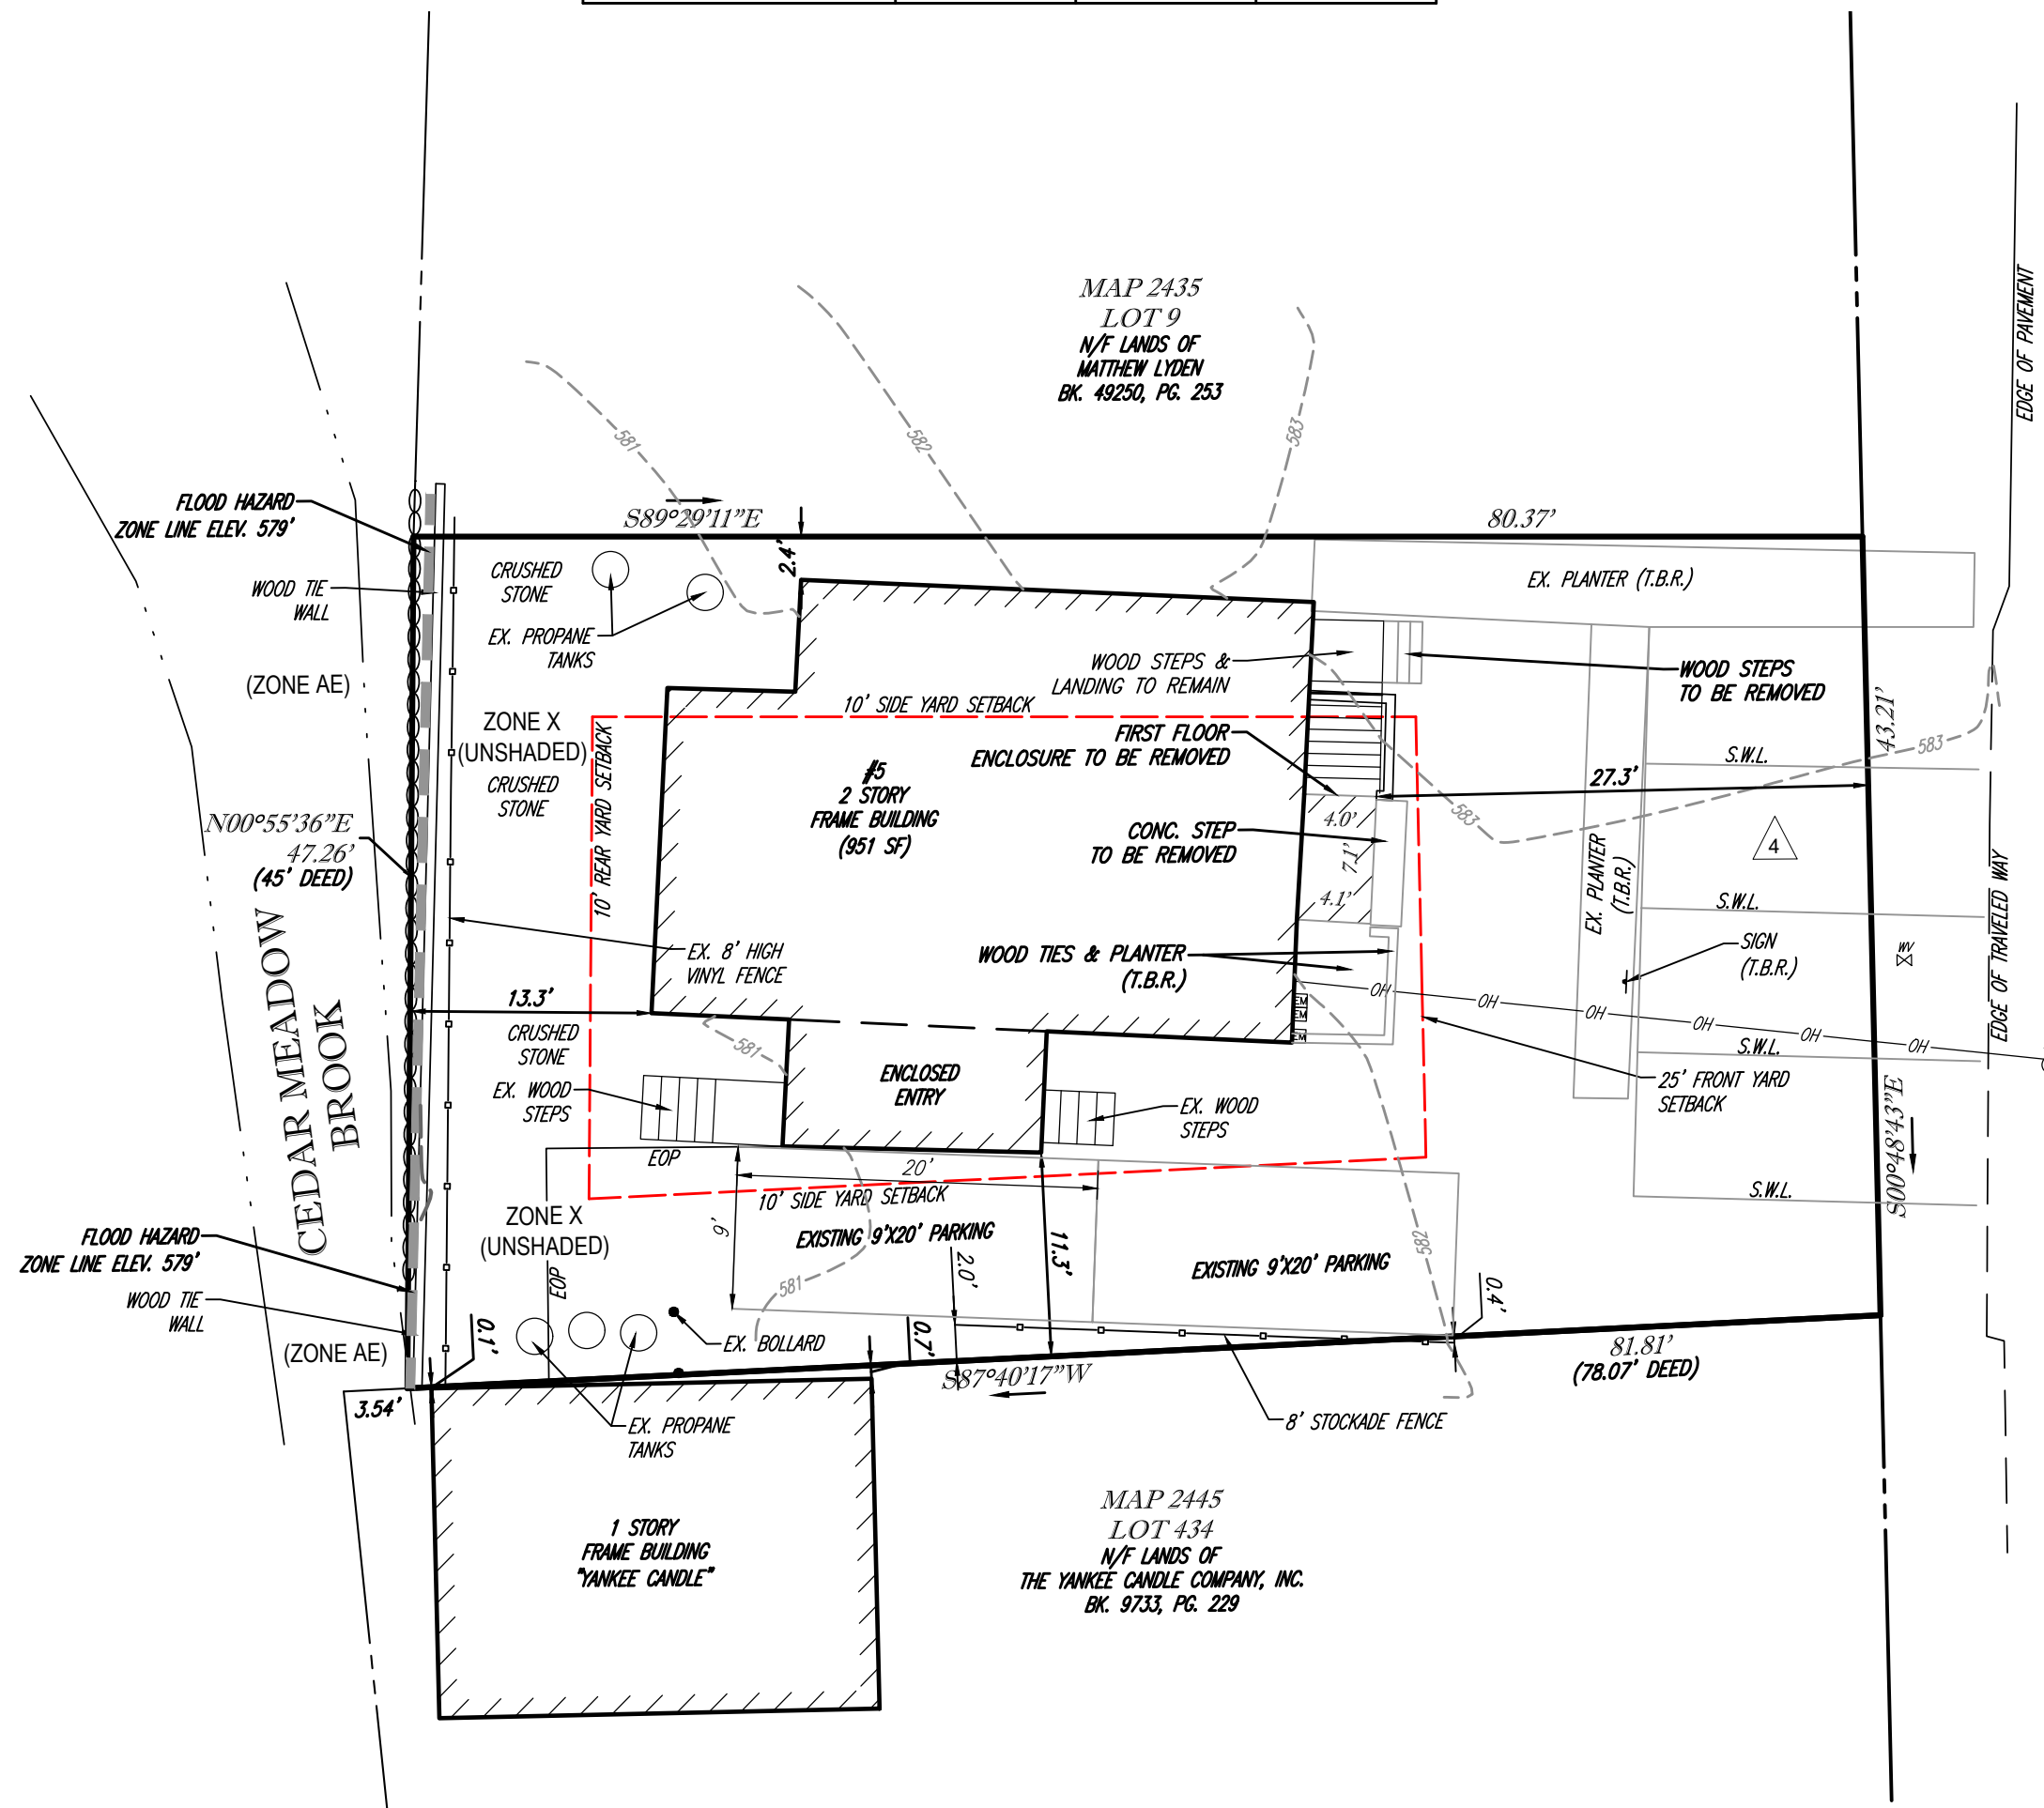 MAP 2435
LOT 9
N/F LANDS OF
MATTHEW LYDEN
BK. 49250, PG. 253
EDGE OF PAVEMENT
581
582
583
FLOOD HAZARD
ZONE LINE ELEV. 579'
S89°29'11"E
80.37'
2.4'
WOOD TIE
WALL
CRUSHED
STONE
EX. PROPANE
TANKS
EX. PLANTER (T.B.R.)
(ZONE AE)
WOOD STEPS &
LANDING TO REMAIN
WOOD STEPS
TO BE REMOVED
ZONE X
(UNSHADED)
CRUSHED
STONE
10' REAR YARD SETBACK
10' SIDE YARD SETBACK
FIRST FLOOR
ENCLOSURE TO BE REMOVED
43.21'
583
S.W.L.
27.3'
#5
2 STORY
FRAME BUILDING
(951 SF)
N00°55'36"E
47.26'
(45' DEED)
CONC. STEP
TO BE REMOVED
4.0'
7.1'
4.1'
583
4
EX. PLANTER
(T.B.R.)
S.W.L.
EDGE OF TRAVELED WAY
CEDAR MEADOW
BROOK
EX. 8' HIGH
VINYL FENCE
WOOD TIES & PLANTER
(T.B.R.)
SIGN
(T.B.R.)
WV
13.3'
OH
OH
OH
OH
OH
OH
EM
EM
EM
CRUSHED
STONE
581
S.W.L.
ENCLOSED
ENTRY
EX. WOOD
STEPS
EX. WOOD
STEPS
25' FRONT YARD
SETBACK
S00°48'43"E
EOP
20'
10' SIDE YARD SETBACK
S.W.L.
ZONE X
(UNSHADED)
9'
EXISTING 9'X20' PARKING
11.3'
2.0'
582
EXISTING 9'X20' PARKING
FLOOD HAZARD
ZONE LINE ELEV. 579'
EOP
581
0.4'
WOOD TIE
WALL
0.1'
EX. BOLLARD
0.7'
(ZONE AE)
81.81'
(78.07' DEED)
S87°40'17"W
3.54'
EX. PROPANE
TANKS
8' STOCKADE FENCE
1 STORY
FRAME BUILDING
"YANKEE CANDLE"
MAP 2445
LOT 434
N/F LANDS OF
THE YANKEE CANDLE COMPANY, INC.
BK. 9733, PG. 229